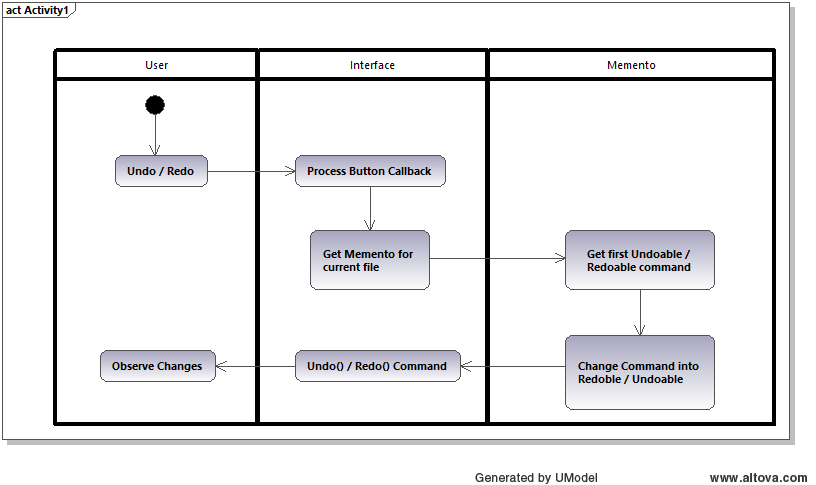 act Activity1
User Interface Memento
Undo / Redo
Process Button Callback
Get Memento for
current file
Get first Undoable /
Redoable command
Change Command into
Redoble / Undoable
Undo() / Redo() Command
Observe Changes
Generated by UModel
www.altova.com